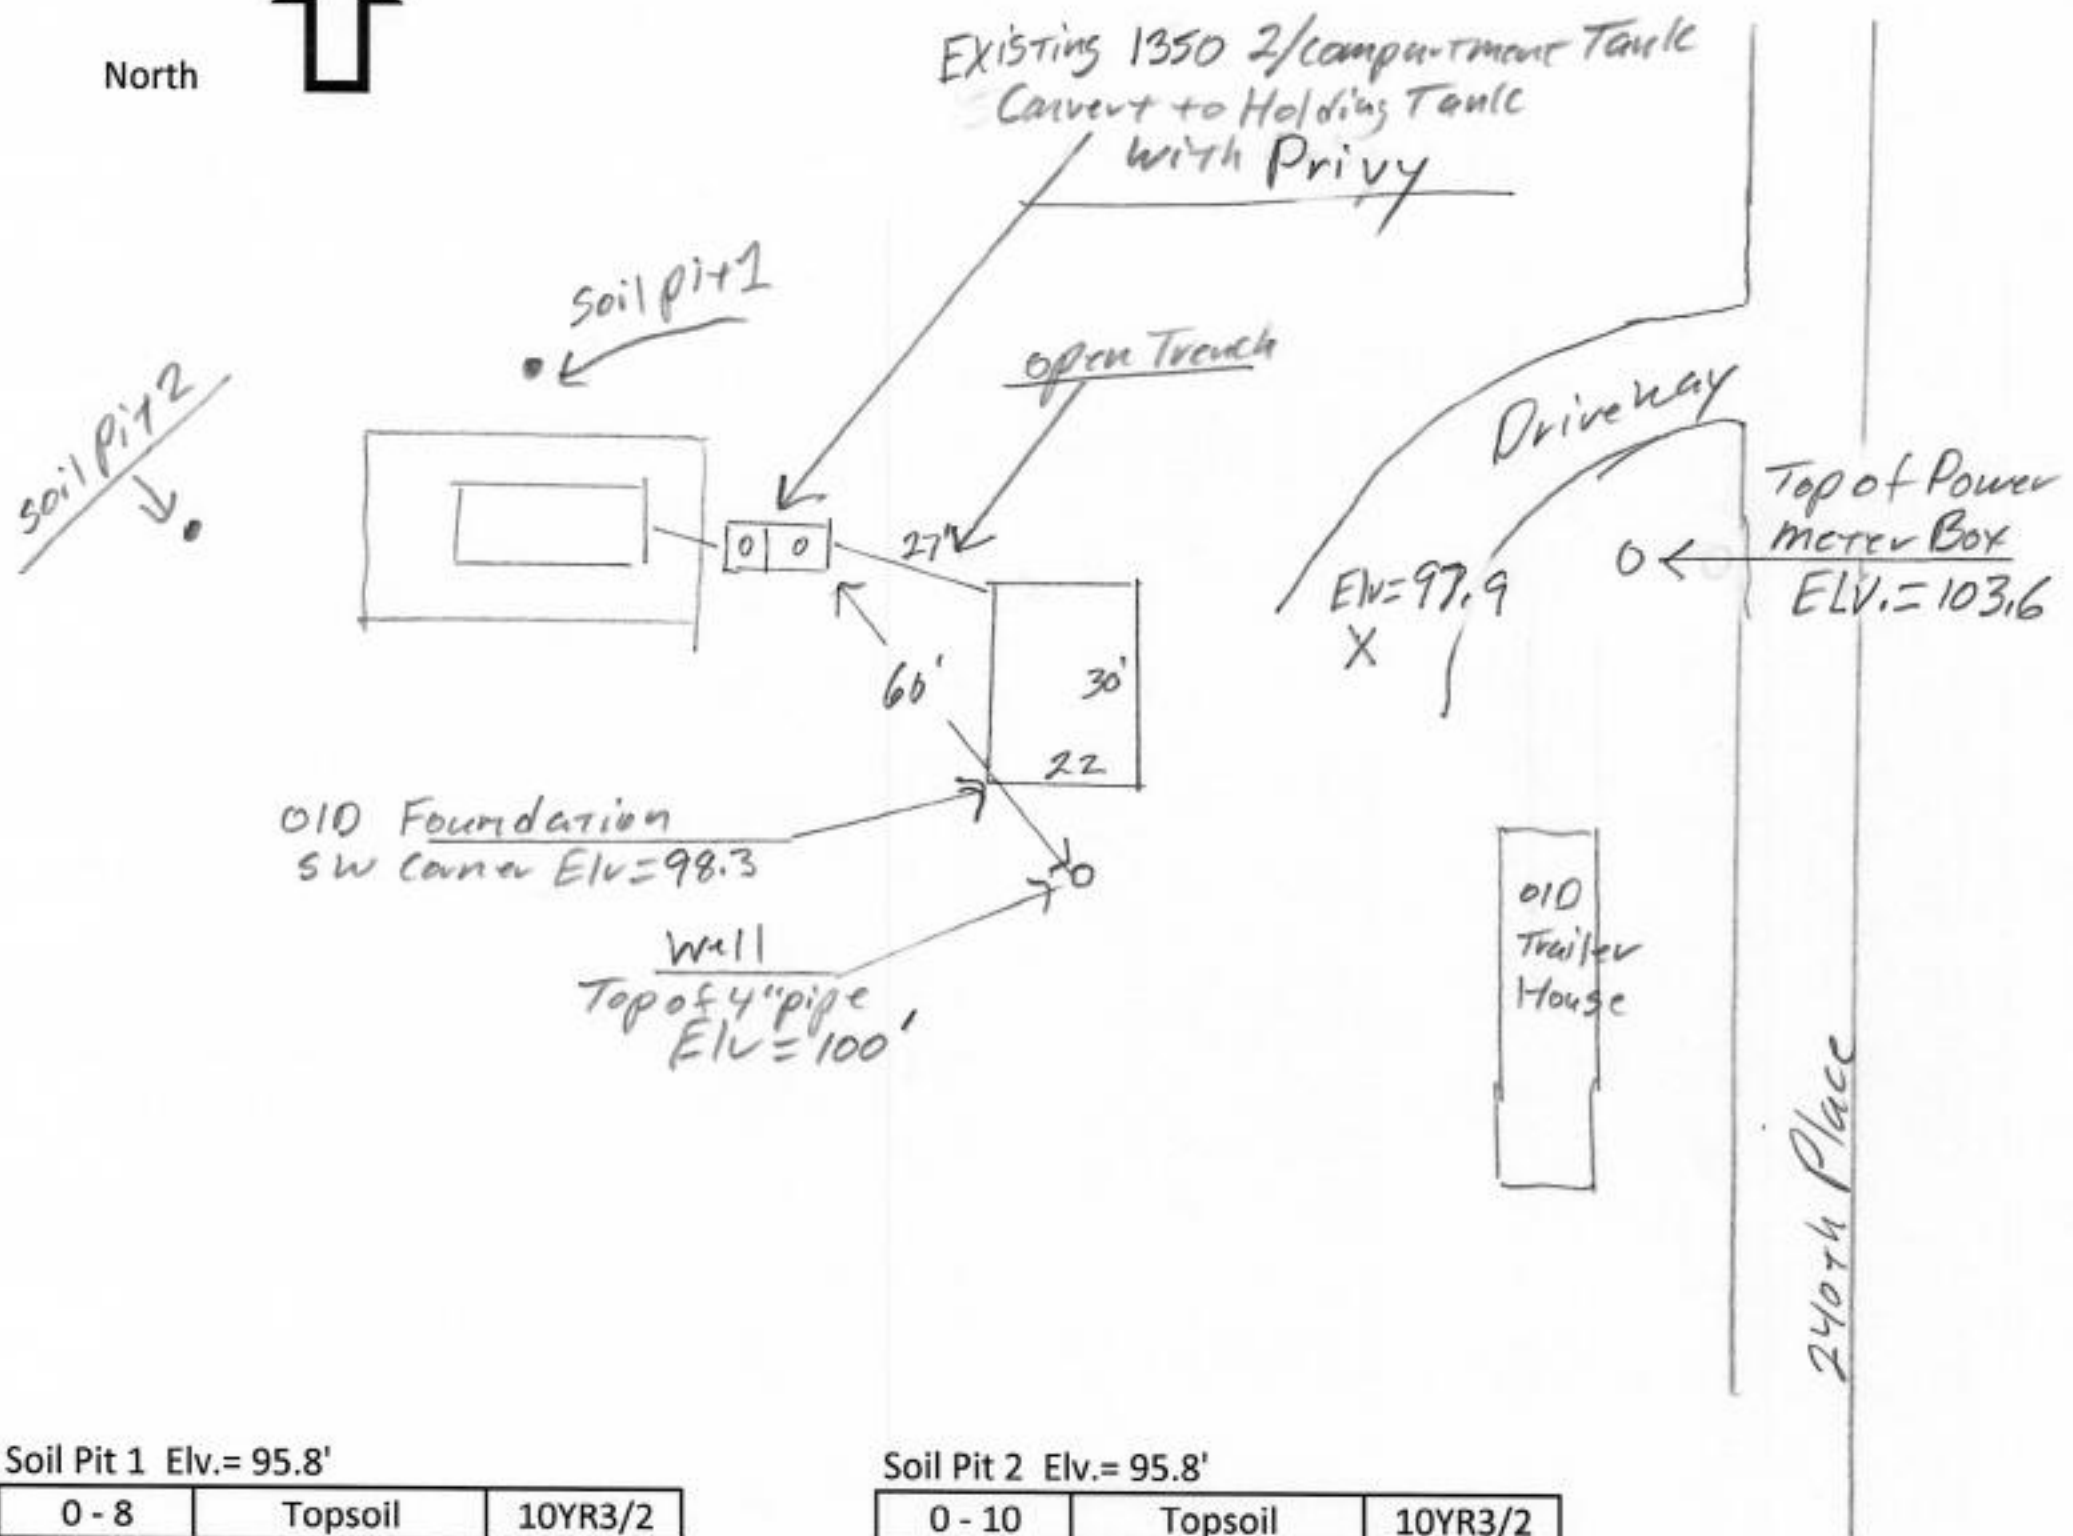 North
Existing 1350 2/compartment Tank
Convert to Holding Tank
with Privy
Soil pit 1
open Trench
soil pit 2
Driveway
Top of Power
meter Box
ELV.= 103.6
Elv=97.9
X
0 0
27'
60'
30'
22
Old Foundation
SW Corner Elv=98.3
Well
Top of 4" pipe
Elv = 100'
Old
Trailer
House
240th Place
Soil Pit 1 Elv.= 95.8'
0 - 8 Topsoil 10YR3/2
Soil Pit 2 Elv.= 95.8'
0 - 10 Topsoil 10YR3/2